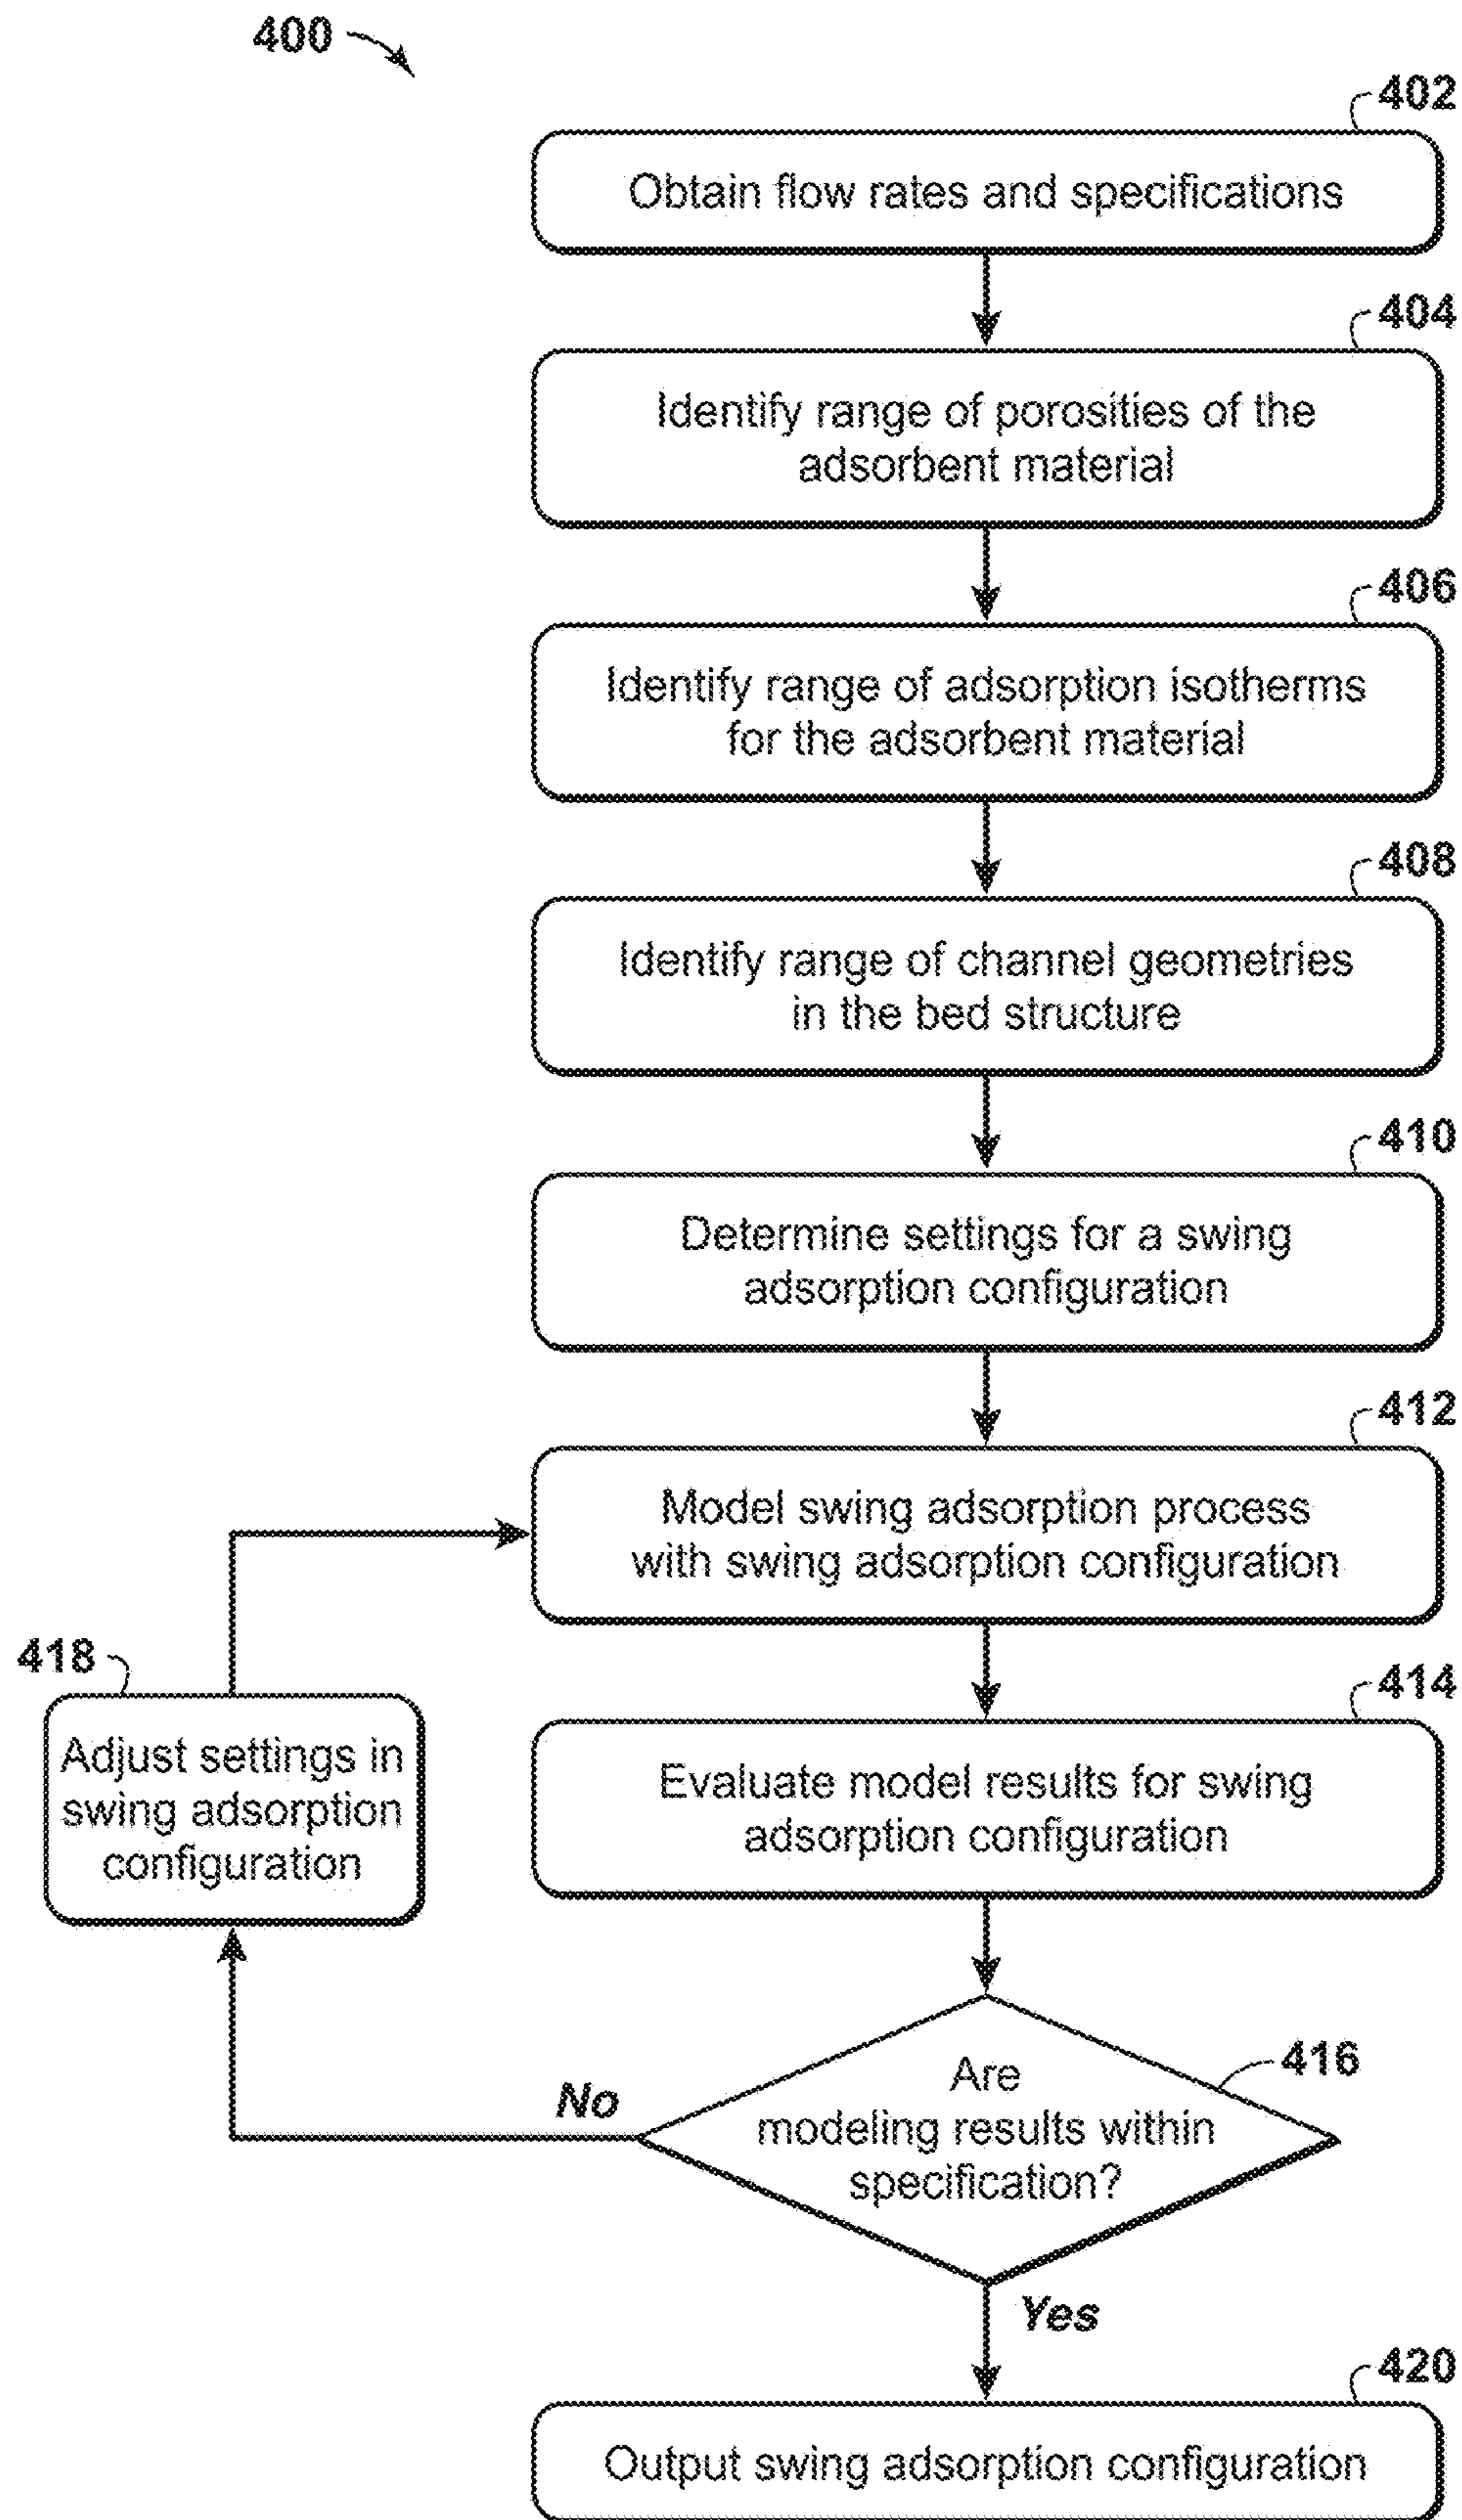 400
402
Obtain flow rates and specifications
404
Identify range of porosities of the
adsorbent material
406
Identify range of adsorption isotherms
for the adsorbent material
408
Identify range of channel geometries
in the bed structure
410
Determine settings for a swing
adsorption configuration
412
Model swing adsorption process
with swing adsorption configuration
418
Adjust settings in
swing adsorption
configuration
414
Evaluate model results for swing
adsorption configuration
416
Are
modeling results within
specification?
No
Yes
420
Output swing adsorption configuration